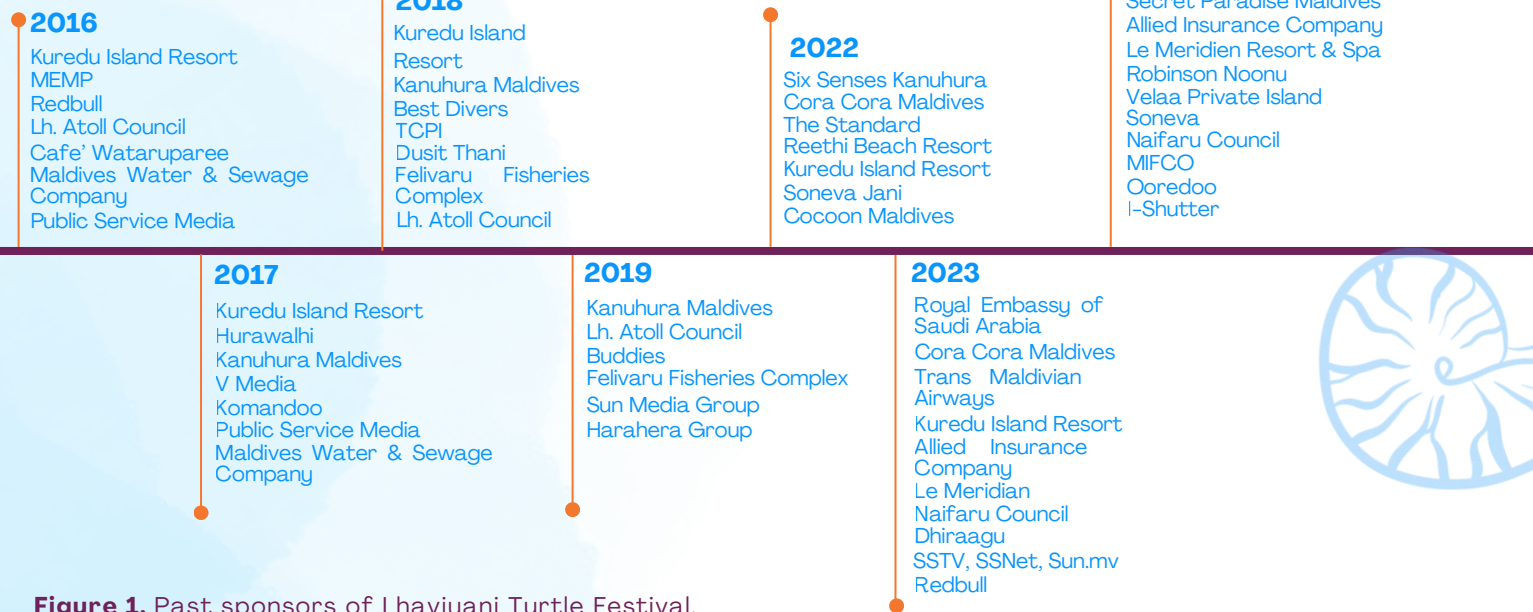 2016
Kuredu Island Resort
MEMP
Redbull
Lh. Atoll Council
Cafe' Wataruparee
Maldives Water & Sewage
Company
Public Service Media
2018
Kuredu Island
Resort
Kanuhura Maldives
Best Divers
TCPI
Dusit Thani
Felivaru Fisheries
Complex
Lh. Atoll Council
2022
Six Senses Kanuhura
Cora Cora Maldives
The Standard
Reethi Beach Resort
Kuredu Island Resort
Soneva Jani
Cocoon Maldives
Secret Paradise Maldives
Allied Insurance Company
Le Meridien Resort & Spa
Robinson Noonu
Velaa Private Island
Soneva
Naifaru Council
MIFCO
Ooredoo
I-Shutter
2017
Kuredu Island Resort
Hurawalhi
Kanuhura Maldives
V Media
Komandoo
Public Service Media
Maldives Water & Sewage
Company
2019
Kanuhura Maldives
Lh. Atoll Council
Buddies
Felivaru Fisheries Complex
Sun Media Group
Harahera Group
2023
Royal Embassy of
Saudi Arabia
Cora Cora Maldives
Trans Maldivian
Airways
Kuredu Island Resort
Allied Insurance
Company
Le Meridian
Naifaru Council
Dhiraagu
SSTV, SSNet, Sun.mv
Redbull
Figure 1. Past sponsors of Lhaviyani Turtle Festival.